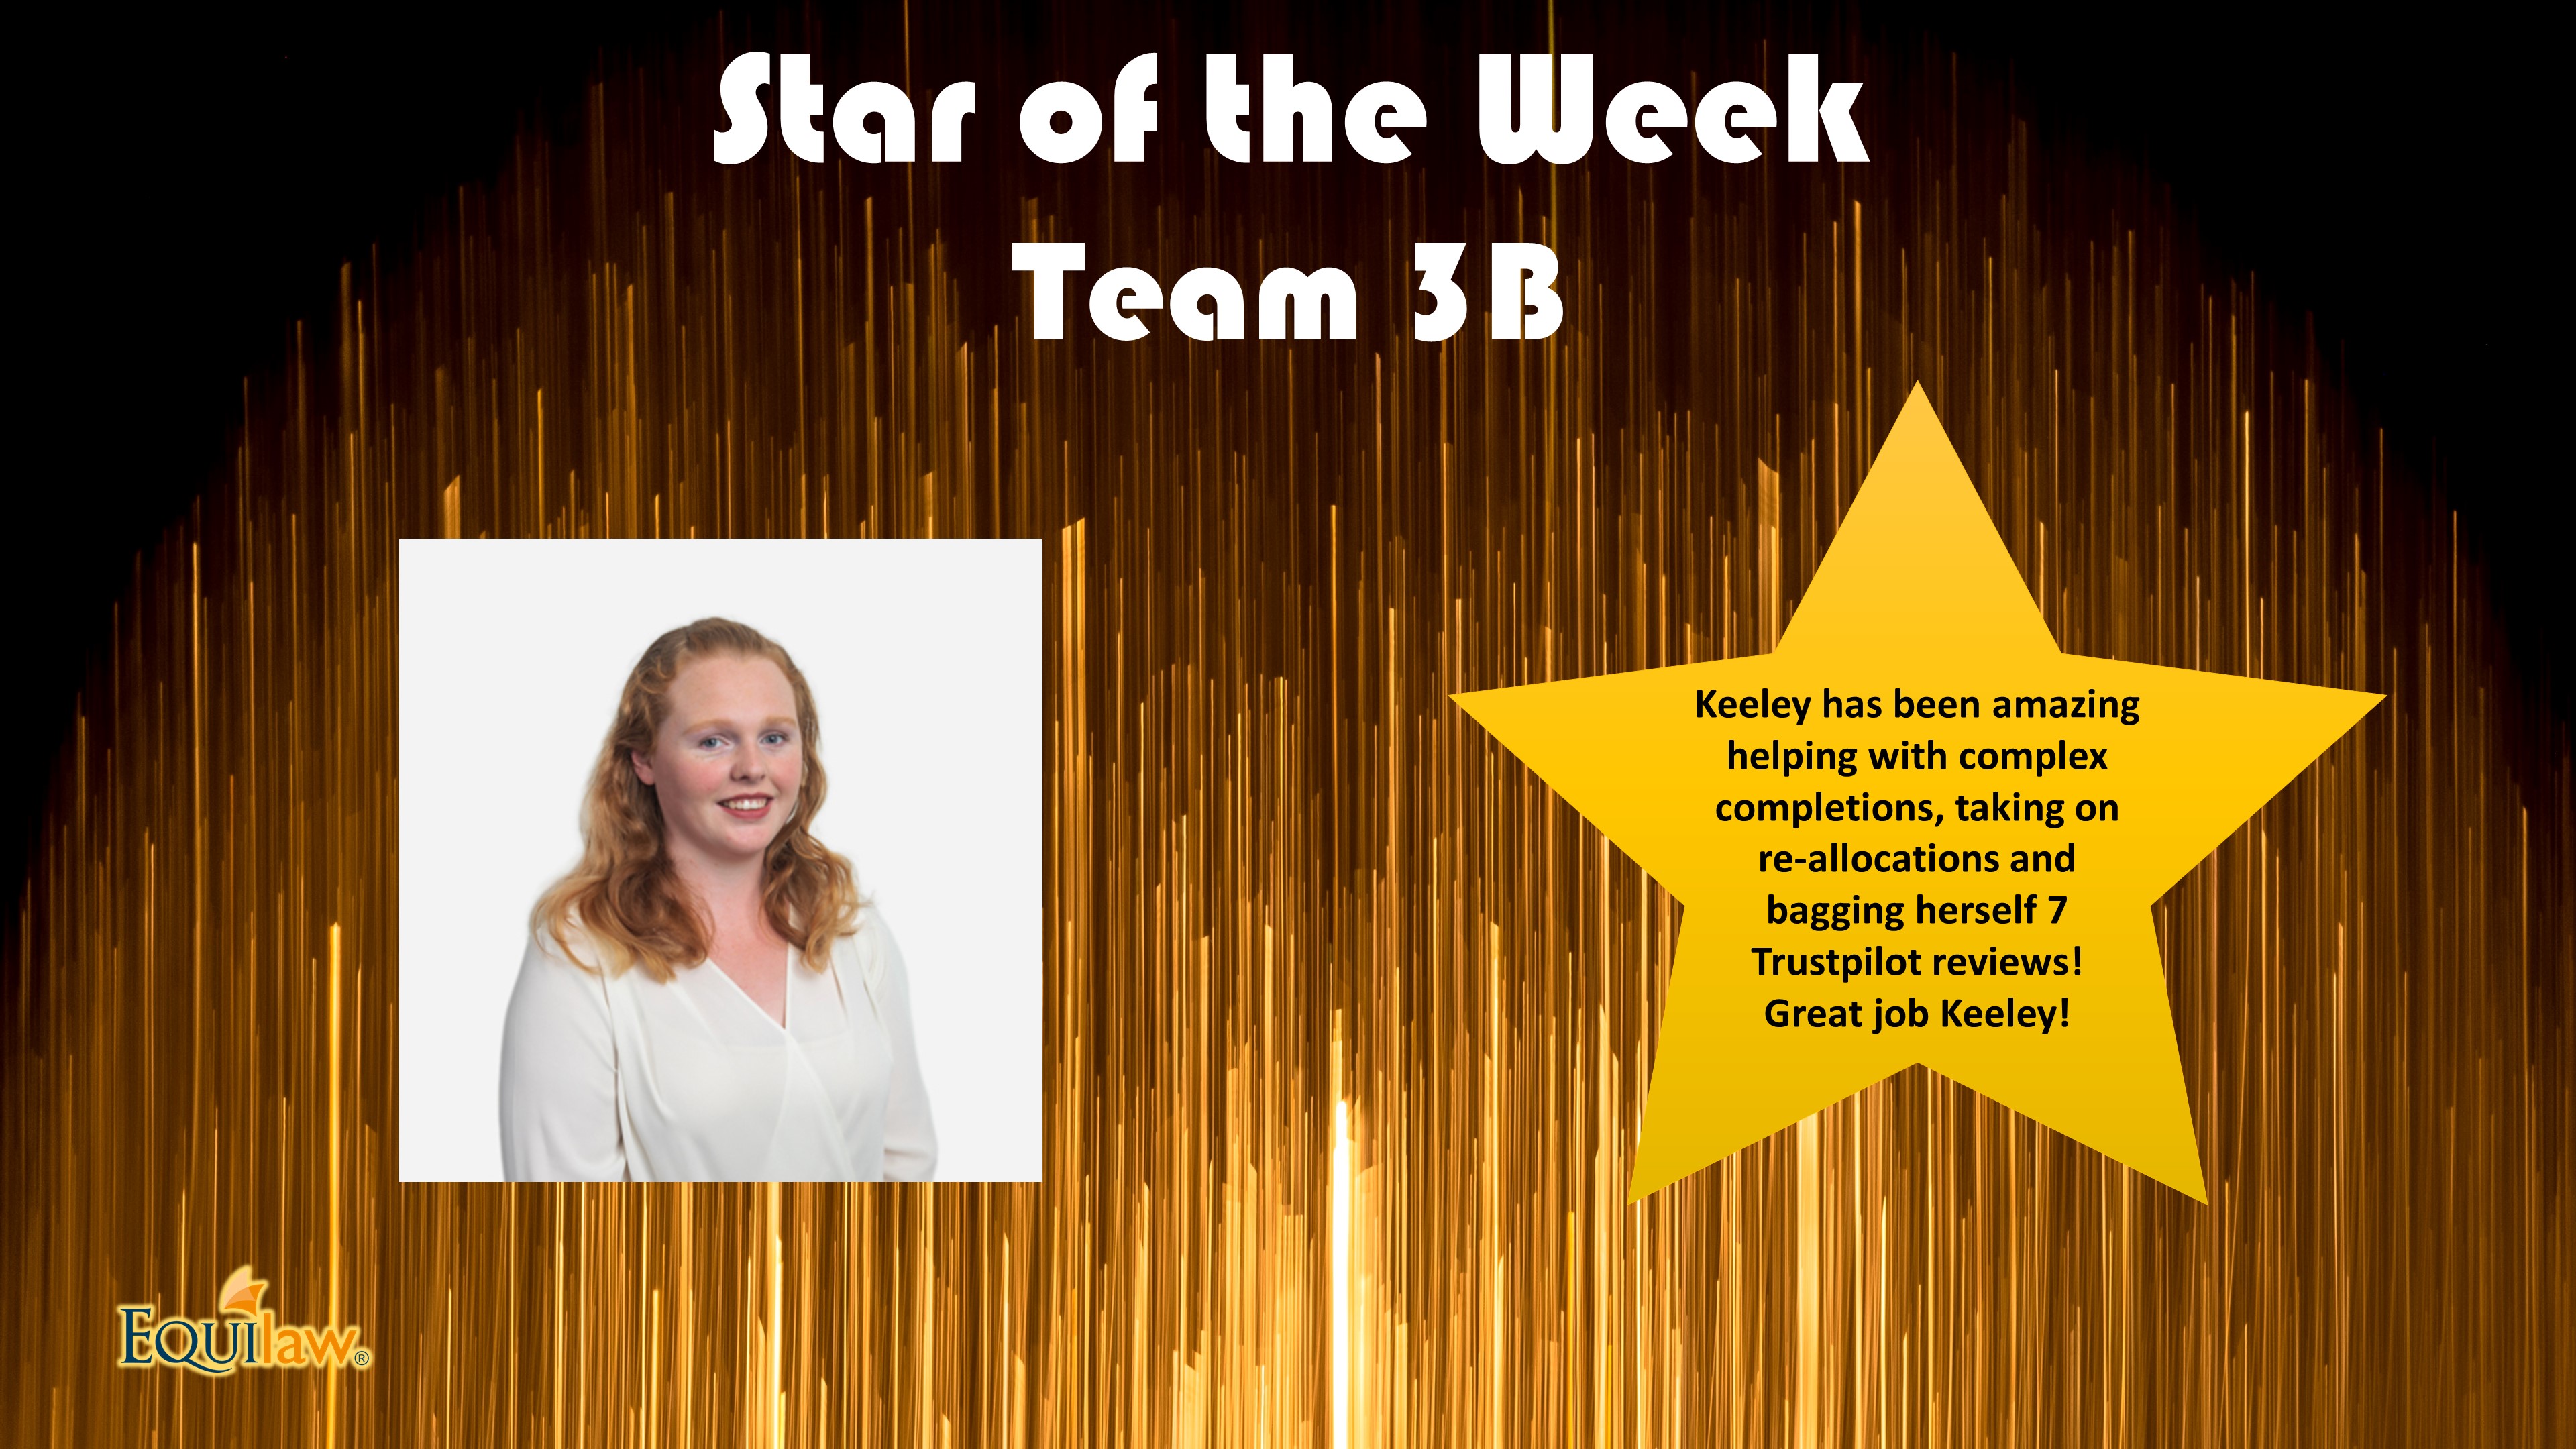 Star of the Week
Team 3B
Keeley has been amazing
helping with complex
completions, taking on
re-allocations and
bagging herself 7
Trustpilot reviews!
Great job Keeley!
EQUIlaw®